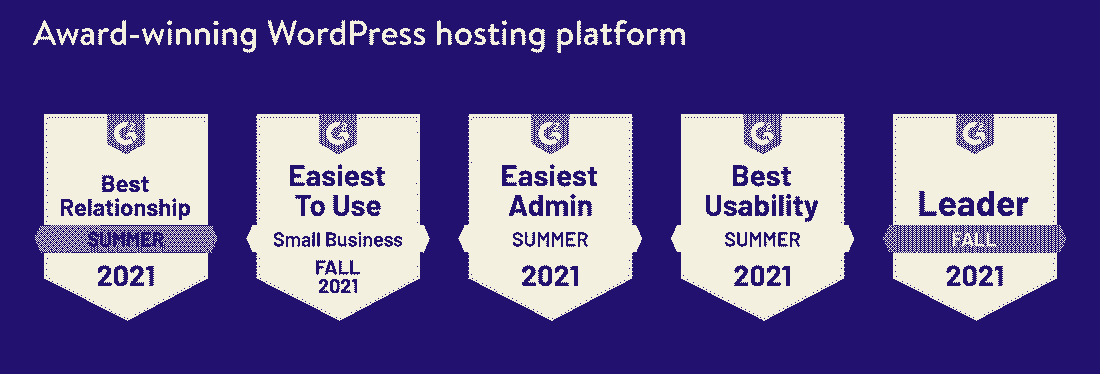 Award-winning WordPress hosting platform
Best
Relationship
SUMMER
2021
Easiest
To Use
Small Business
FALL
2021
Easiest
Admin
SUMMER
2021
Best
Usability
SUMMER
2021
Leader
FALL
2021